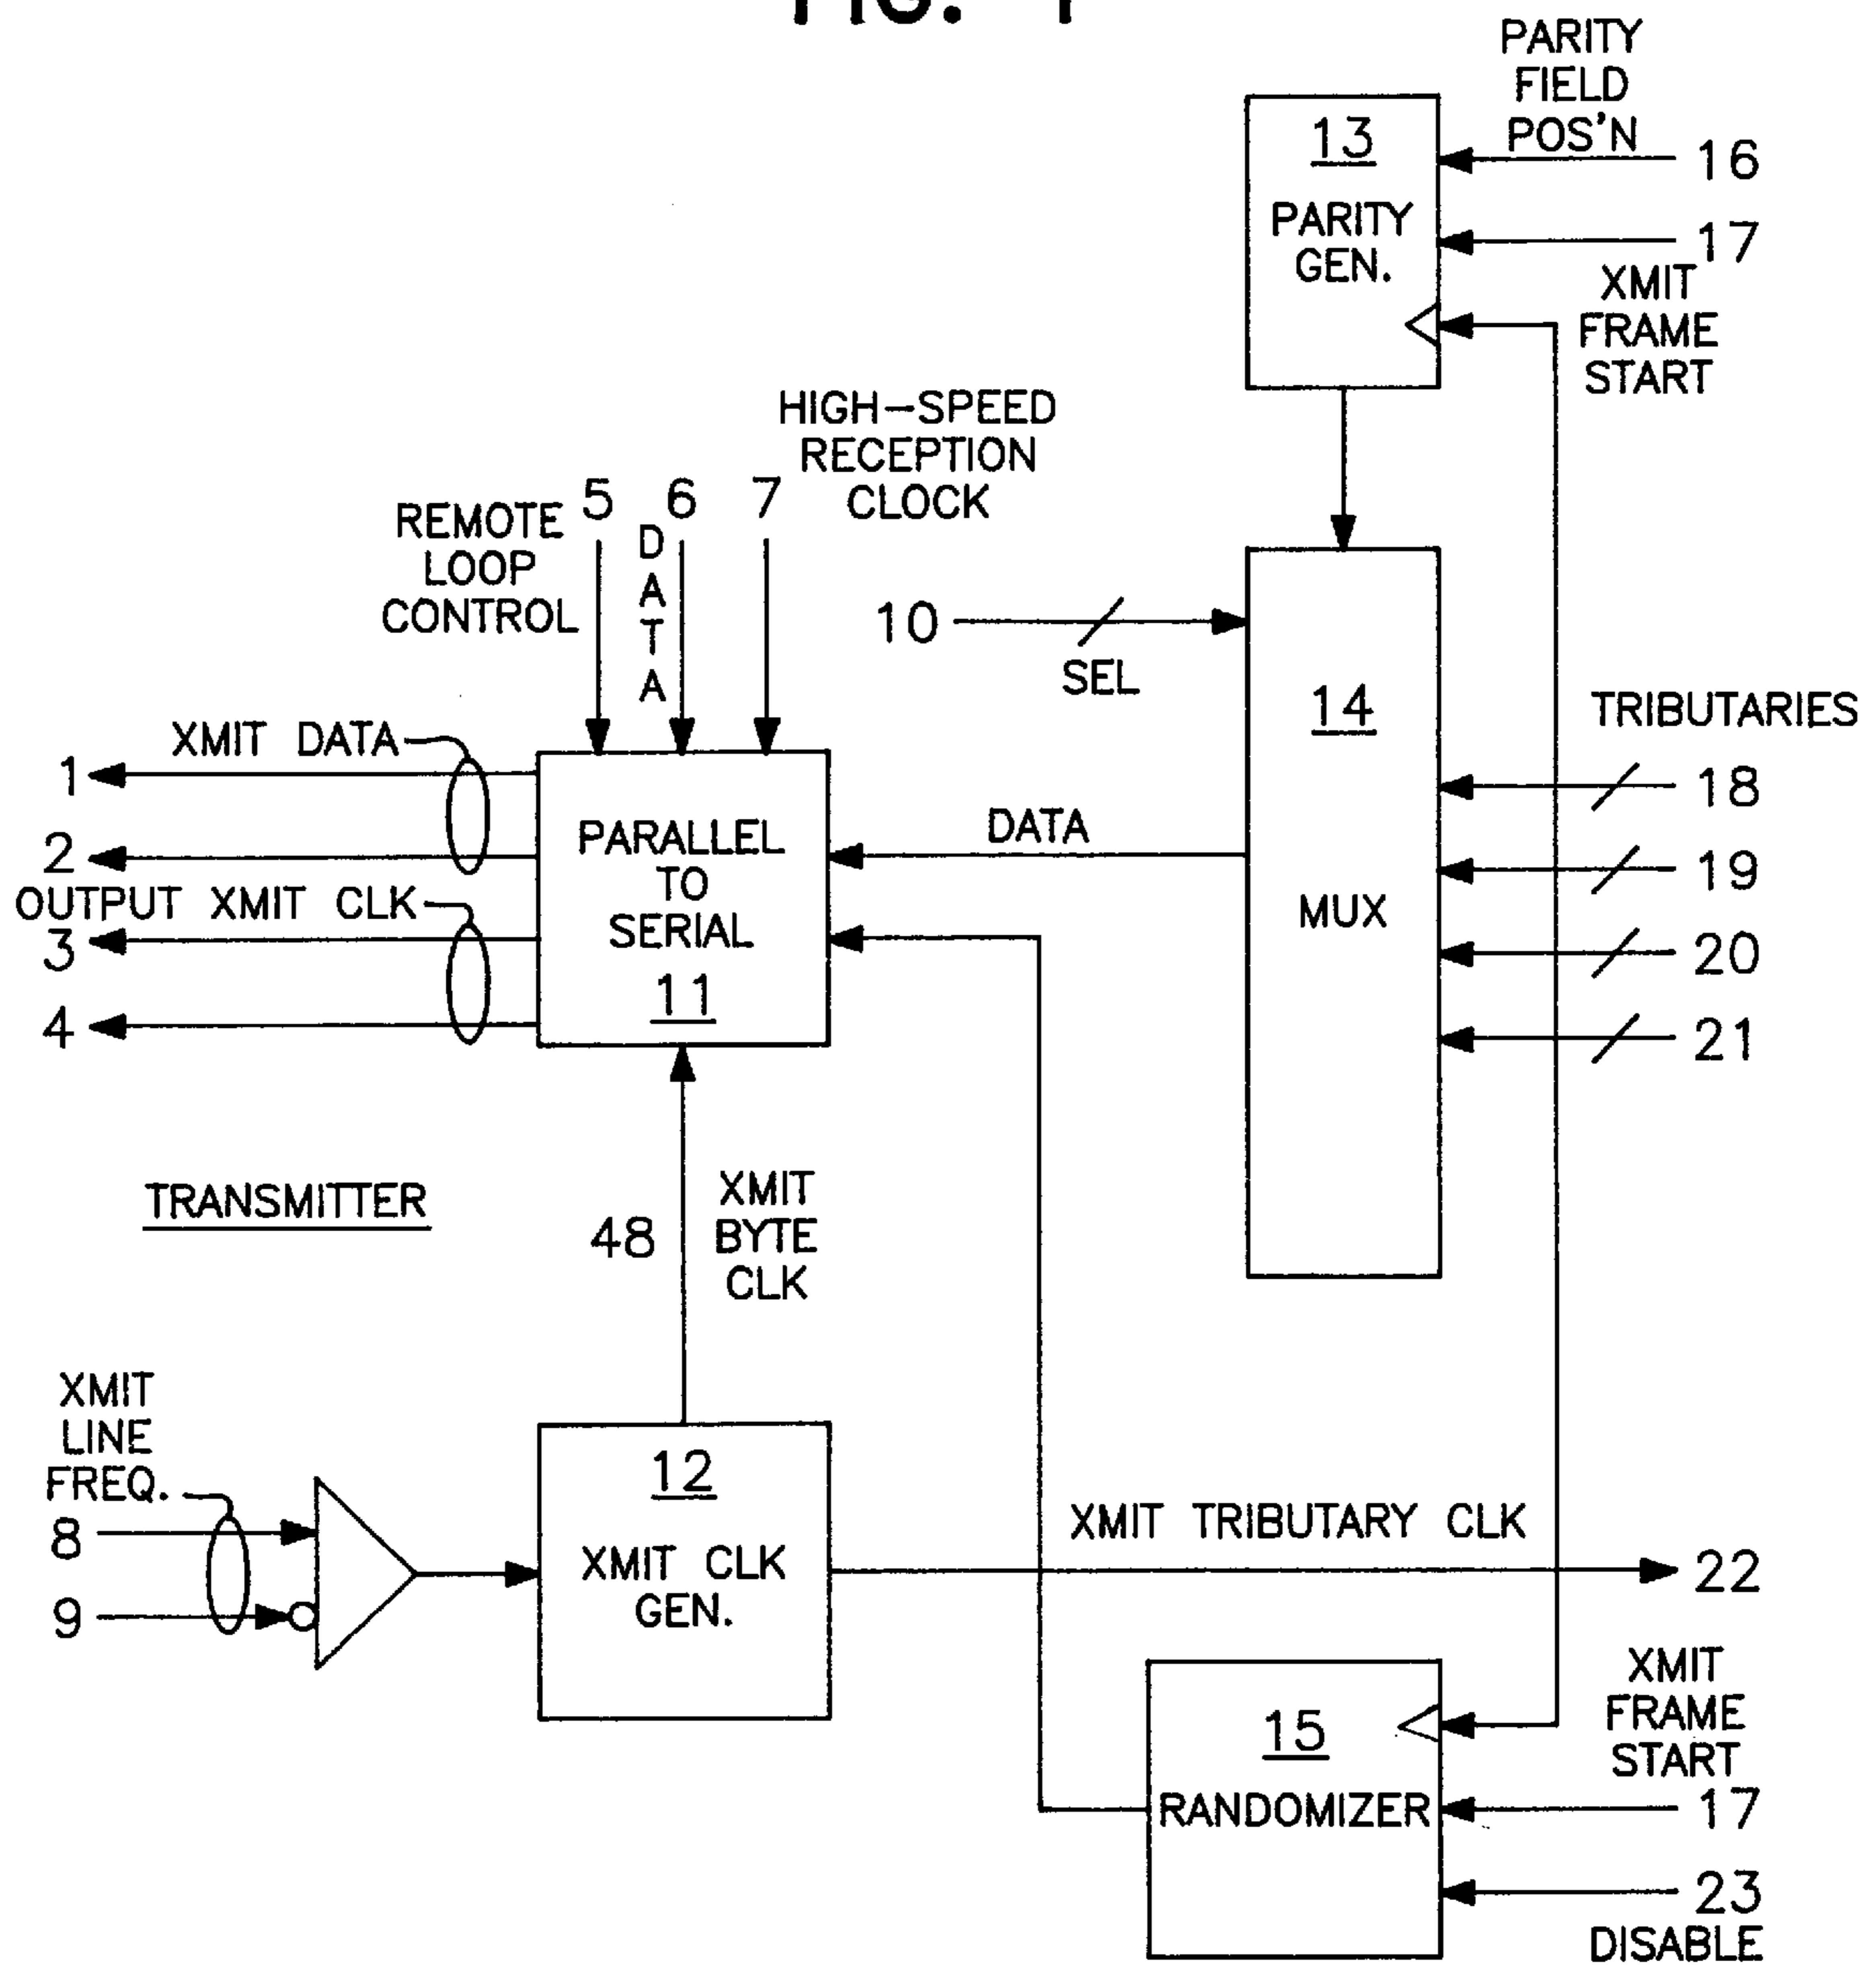 FIG. 1
PARITY
FIELD
POS'N
16
13
PARITY
GEN.
17
XMIT
FRAME
START
HIGH-SPEED
RECEPTION
CLOCK
5
6
7
REMOTE
LOOP
CONTROL
DATA
10
SEL
14
MUX
TRIBUTARIES
18
19
20
21
XMIT DATA
1
2
OUTPUT XMIT CLK
3
4
PARALLEL
TO
SERIAL
11
DATA
TRANSMITTER
48
XMIT
BYTE
CLK
XMIT
LINE
FREQ.
8
9
12
XMIT CLK
GEN.
XMIT TRIBUTARY CLK
22
15
RANDOMIZER
XMIT
FRAME
START
17
23
DISABLE